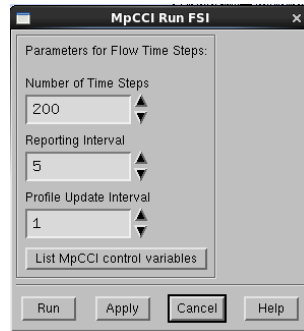 MpCCI Run FSI
Parameters for Flow Time Steps:
Number of Time Steps
200
Reporting Interval
5
Profile Update Interval
1
List MpCCI control variables
Run Apply Cancel Help